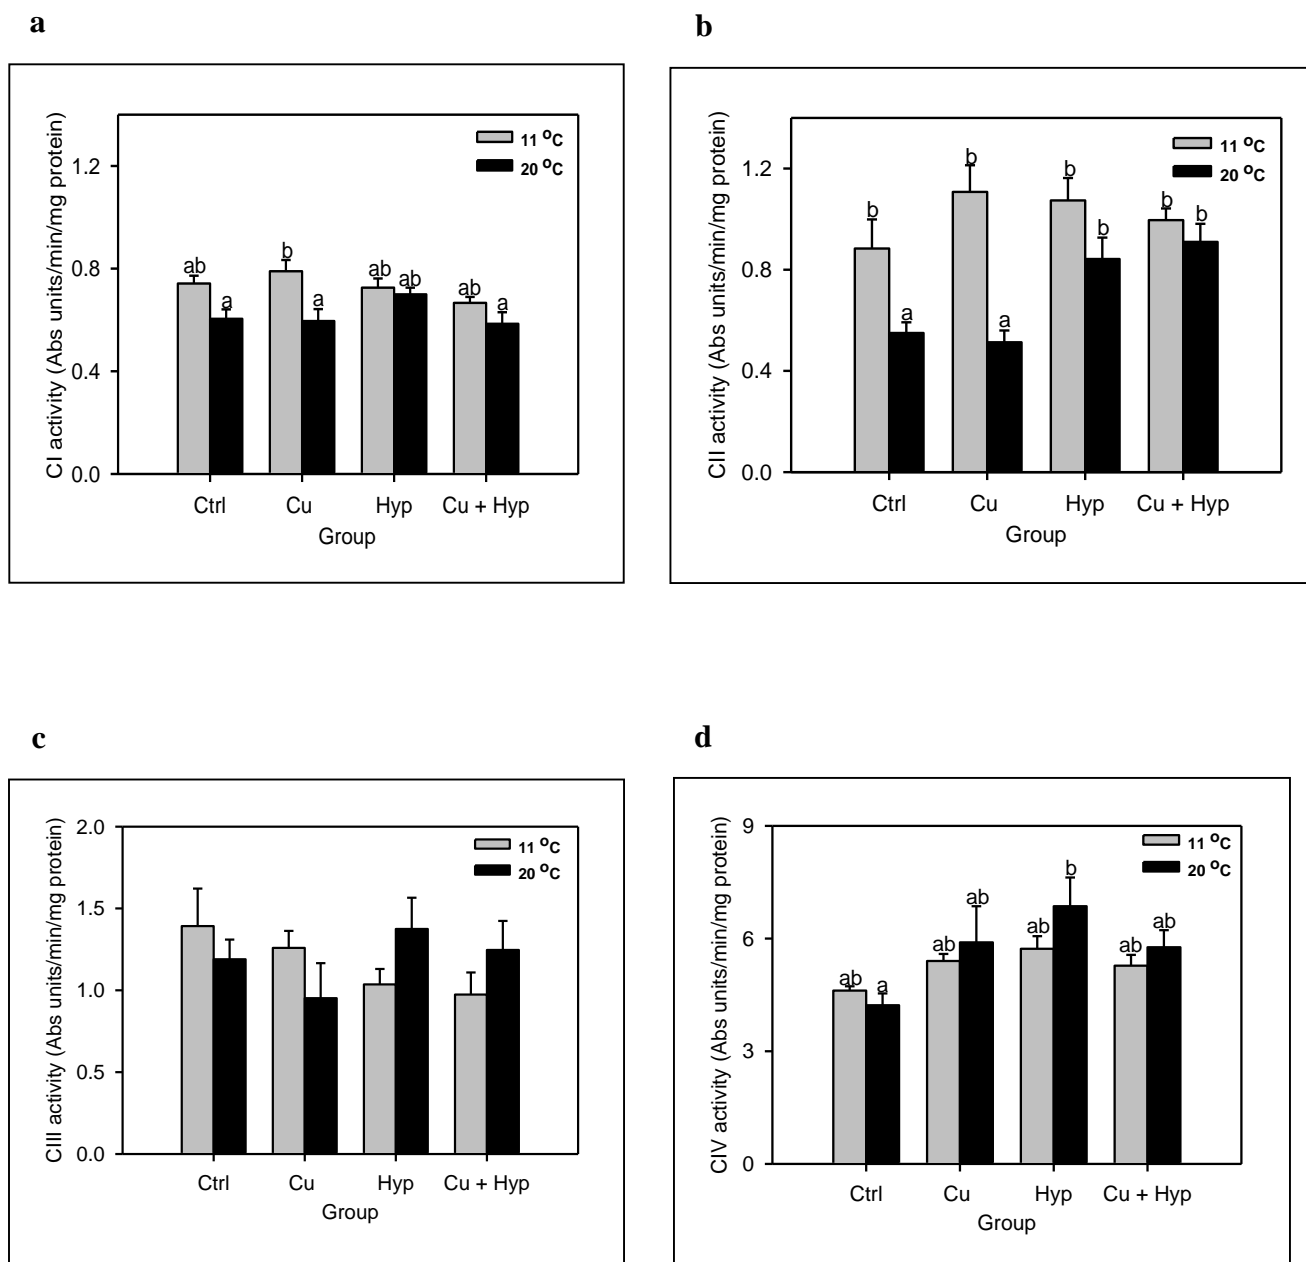 a
CI activity (Abs units/min/mg protein)
11 °C
20 °C
1.2
0.8
0.4
0.0
ab
a
b
a
ab
ab
ab
a
Ctrl
Cu
Hyp
Cu + Hyp
Group
b
CII activity (Abs units/min/mg protein)
11 °C
20 °C
1.2
0.8
0.4
0.0
b
a
b
a
b
b
b
b
Ctrl
Cu
Hyp
Cu + Hyp
Group
c
CIII activity (Abs units/min/mg protein)
11 °C
20 °C
2.0
1.5
1.0
0.5
0.0
Ctrl
Cu
Hyp
Cu + Hyp
Group
d
CIV activity (Abs units/min/mg protein)
11 °C
20 °C
9
6
3
0
ab
a
ab
ab
ab
b
ab
ab
Ctrl
Cu
Hyp
Cu + Hyp
Group